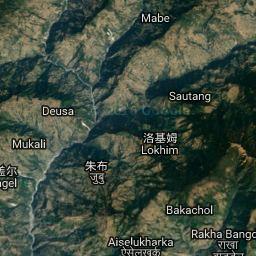 Mabe
Sautang
Deusa
洛基姆
Lokhim
Mukali
朱布
जुबु
Bakachol
Rakha Bango
राखा
Aiselukharka